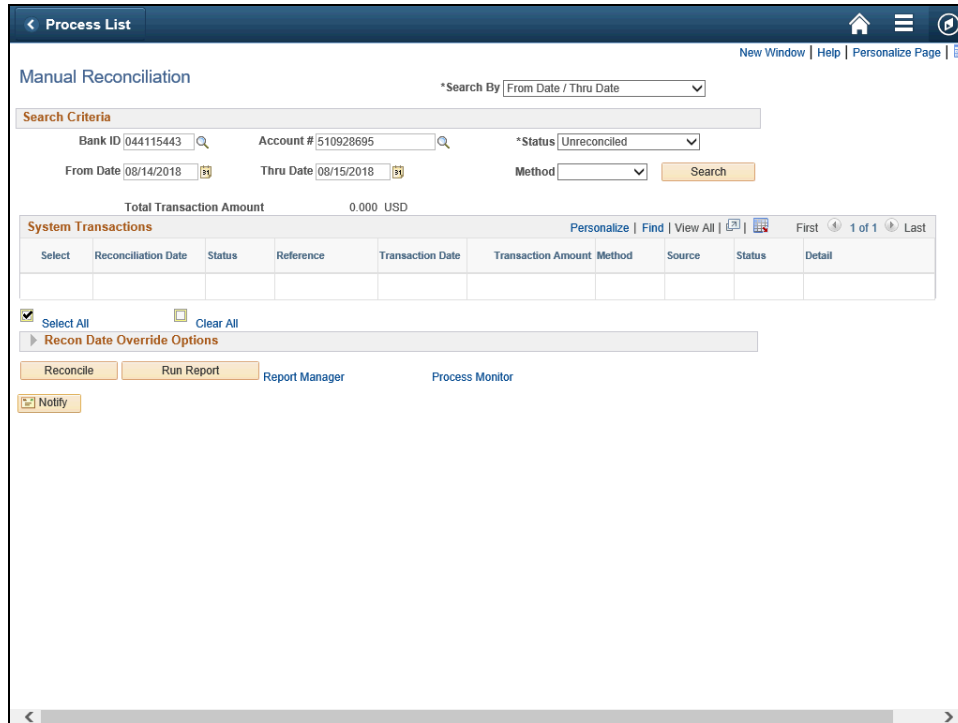 Process List
New Window | Help | Personalize Page |
Manual Reconciliation
*Search By From Date / Thru Date
Search Criteria
Bank ID 044115443 Account # 510928695 *Status Unreconciled
From Date 08/14/2018 31 Thru Date 08/15/2018 31 Method Search
Total Transaction Amount 0.000 USD
System Transactions Personalize | Find | View All | | First 1 of 1 Last
Select Reconciliation Date Status Reference Transaction Date Transaction Amount Method Source Status Detail
Select All Clear All
Recon Date Override Options
Reconcile Run Report Report Manager Process Monitor
Notify